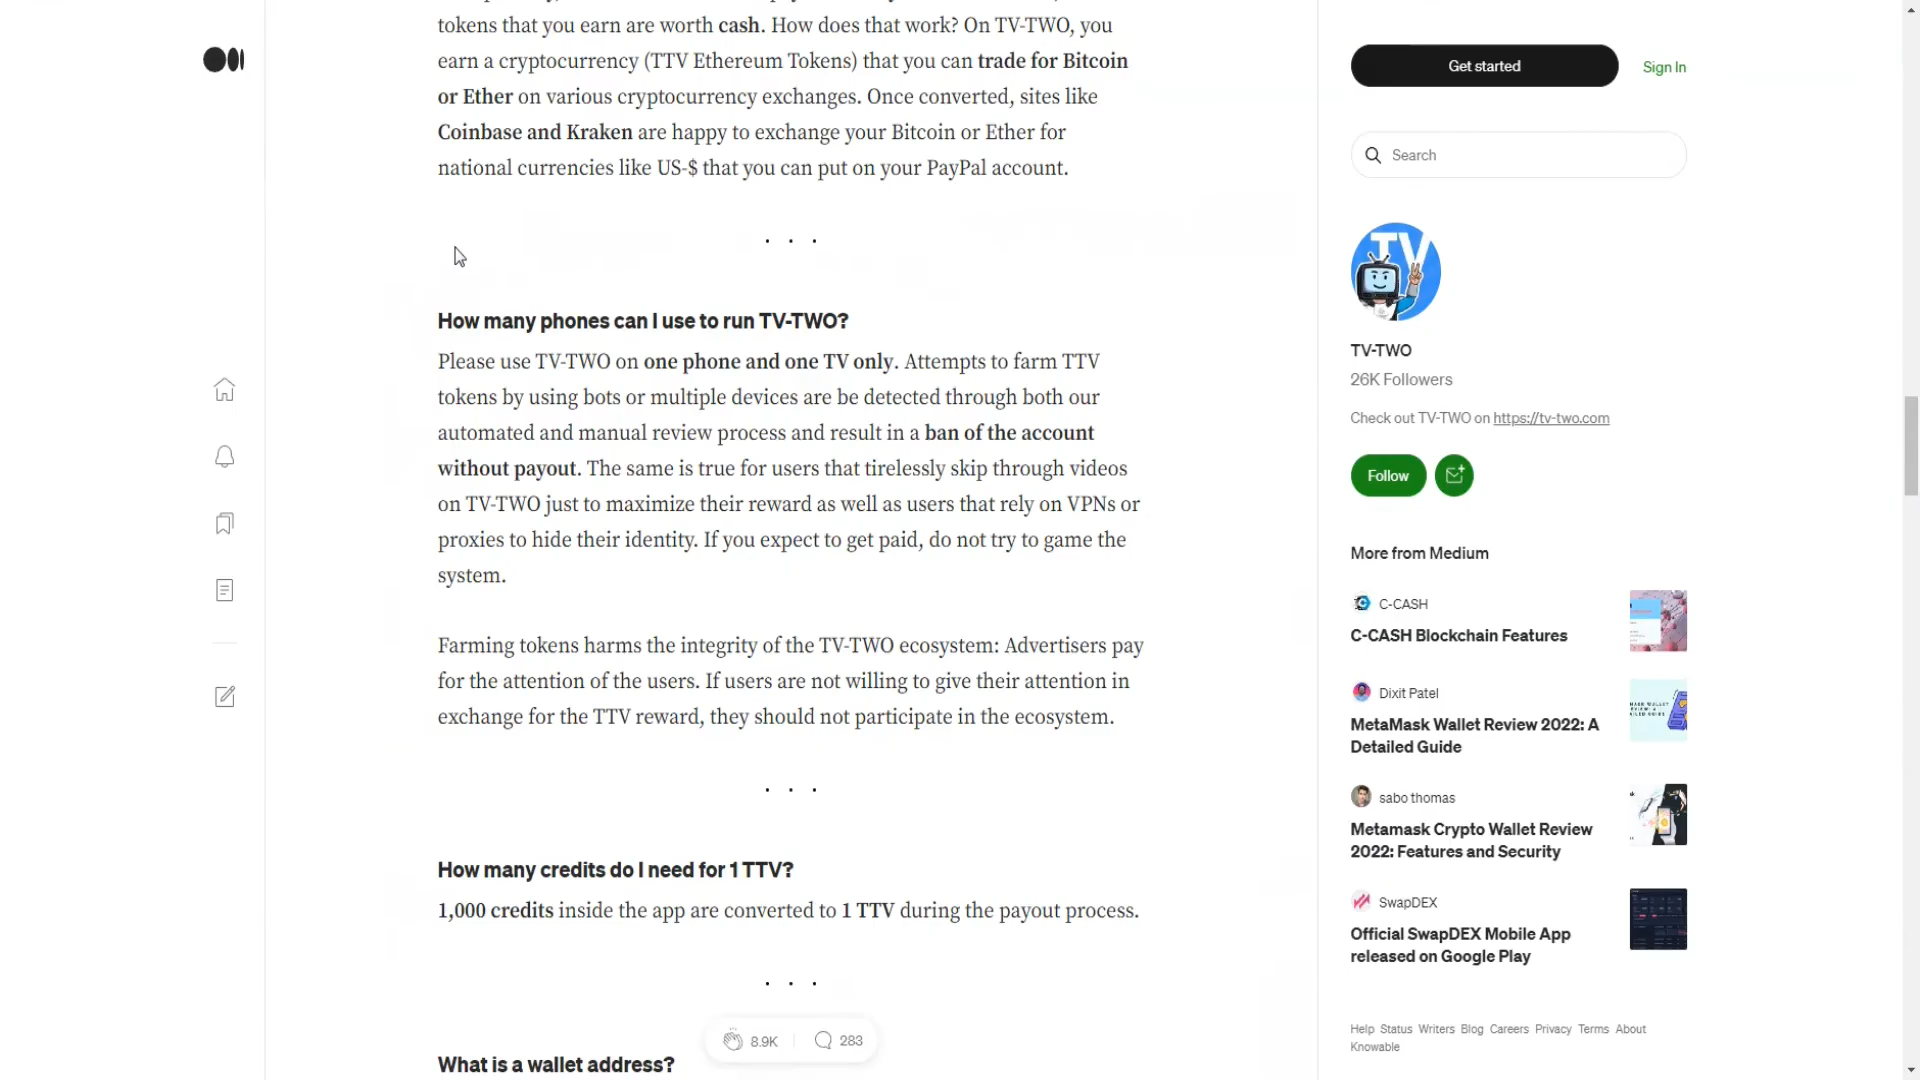 tokens that you earn are worth cash. How does that work? On TV-TWO, you
earn a cryptocurrency (TTV Ethereum Tokens) that you can trade for Bitcoin
or Ether on various cryptocurrency exchanges. Once converted, sites like
Coinbase and Kraken are happy to exchange your Bitcoin or Ether for
national currencies like US-$ that you can put on your PayPal account.
. . .
How many phones can I use to run TV-TWO?
Please use TV-TWO on one phone and one TV only. Attempts to farm TTV
tokens by using bots or multiple devices are be detected through both our
automated and manual review process and result in a ban of the account
without payout. The same is true for users that tirelessly skip through videos
on TV-TWO just to maximize their reward as well as users that rely on VPNs or
proxies to hide their identity. If you expect to get paid, do not try to game the
system.
Farming tokens harms the integrity of the TV-TWO ecosystem: Advertisers pay
for the attention of the users. If users are not willing to give their attention in
exchange for the TTV reward, they should not participate in the ecosystem.
. . .
How many credits do I need for 1 TTV?
1,000 credits inside the app are converted to 1 TTV during the payout process.
. . .
8.9K 283
What is a wallet address?
Get started Sign In
Search
TV
TV-TWO
26K Followers
Check out TV-TWO on https://tv-two.com
Follow
More from Medium
C-CASH
C-CASH Blockchain Features
Dixit Patel
MetaMask Wallet Review 2022: A
Detailed Guide
sabo thomas
Metamask Crypto Wallet Review
2022: Features and Security
SwapDEX
Official SwapDEX Mobile App
released on Google Play
Help Status Writers Blog Careers Privacy Terms About
Knowable